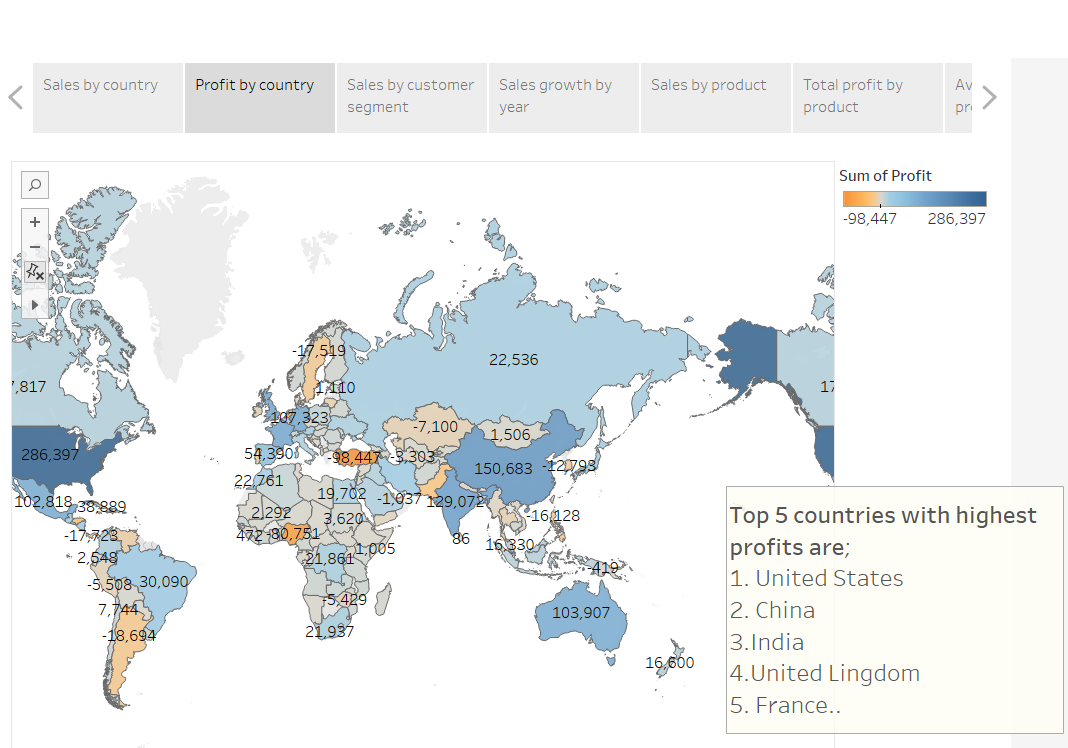 Sales by country
Profit by country
Sales by customer
segment
Sales growth by
year
Sales by product
Total profit by
product
Av
pr
Sum of Profit
-98,447
286,397
-17,519
22,536
7,817
17
1,110
107,323
-7,100
1,506
286,397
54,390
-98,447
-3,303
150,683
-12,793
22,761
102,818
38,889
19,702
-1,037
129,072
2,292
3,620
-16,128
-17,723
472
-80,751
86
16,330
1,005
2,548
21,861
-419
-5,508
30,090
-5,429
7,744
103,907
-18,694
21,937
16,600
Top 5 countries with highest
profits are;
1. United States
2. China
3.India
4.United Lingdom
5. France..